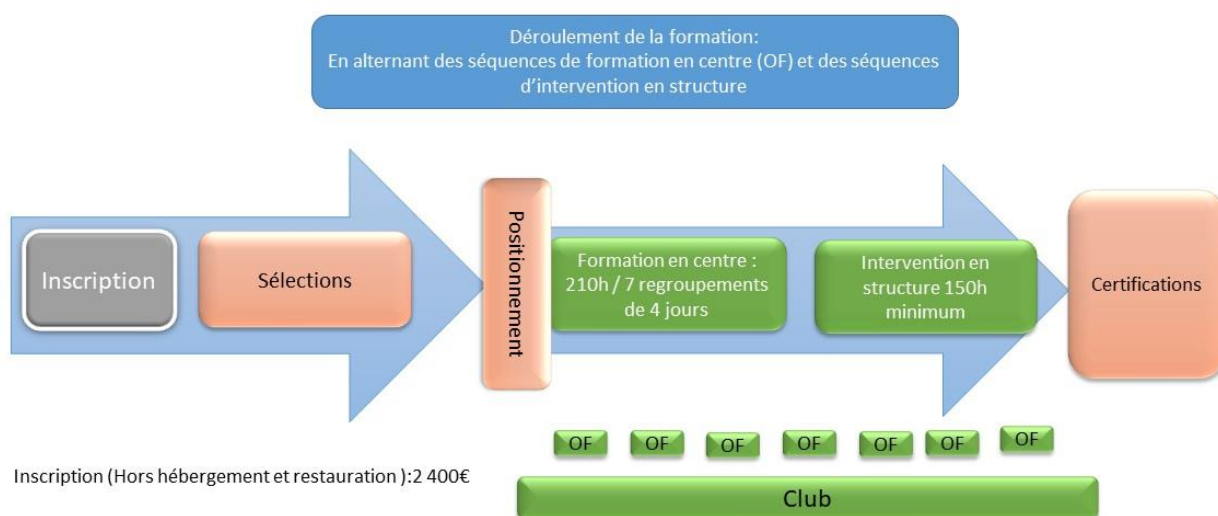 Déroulement de la formation:
En alternant des séquences de formation en centre (OF) et des séquences
d'intervention en structure
Inscription
Sélections
Positionnement
Formation en centre :
210h / 7 regroupements
de 4 jours
Intervention en
structure 150h
minimum
Certifications
OF OF OF OF OF OF OF
Inscription (Hors hébergement et restauration ):2 400€
Club